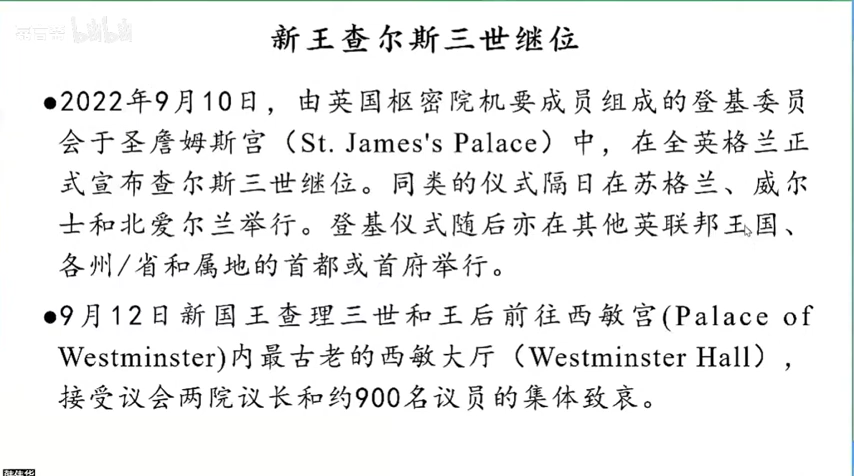 bilibili
新王查尔斯三世继位
●2022年9月10日，由英国枢密院机要成员组成的登基委员
会于圣詹姆斯宫（St. James's Palace）中，在全英格兰正
式宣布查尔斯三世继位。同类的仪式隔日在苏格兰、威尔
士和北爱尔兰举行。登基仪式随后亦在其他英联邦王国、
各州/省和属地的首都或首府举行。
●9月12日新国王查理三世和王后前往西敏宫(Palace of
Westminster)内最古老的西敏大厅（Westminster Hall），
接受议会两院议长和约900名议员的集体致哀。